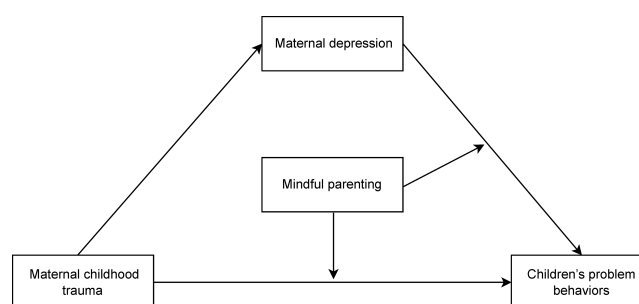 Maternal depression
Mindful parenting
Maternal childhood
trauma
Children's problem
behaviors